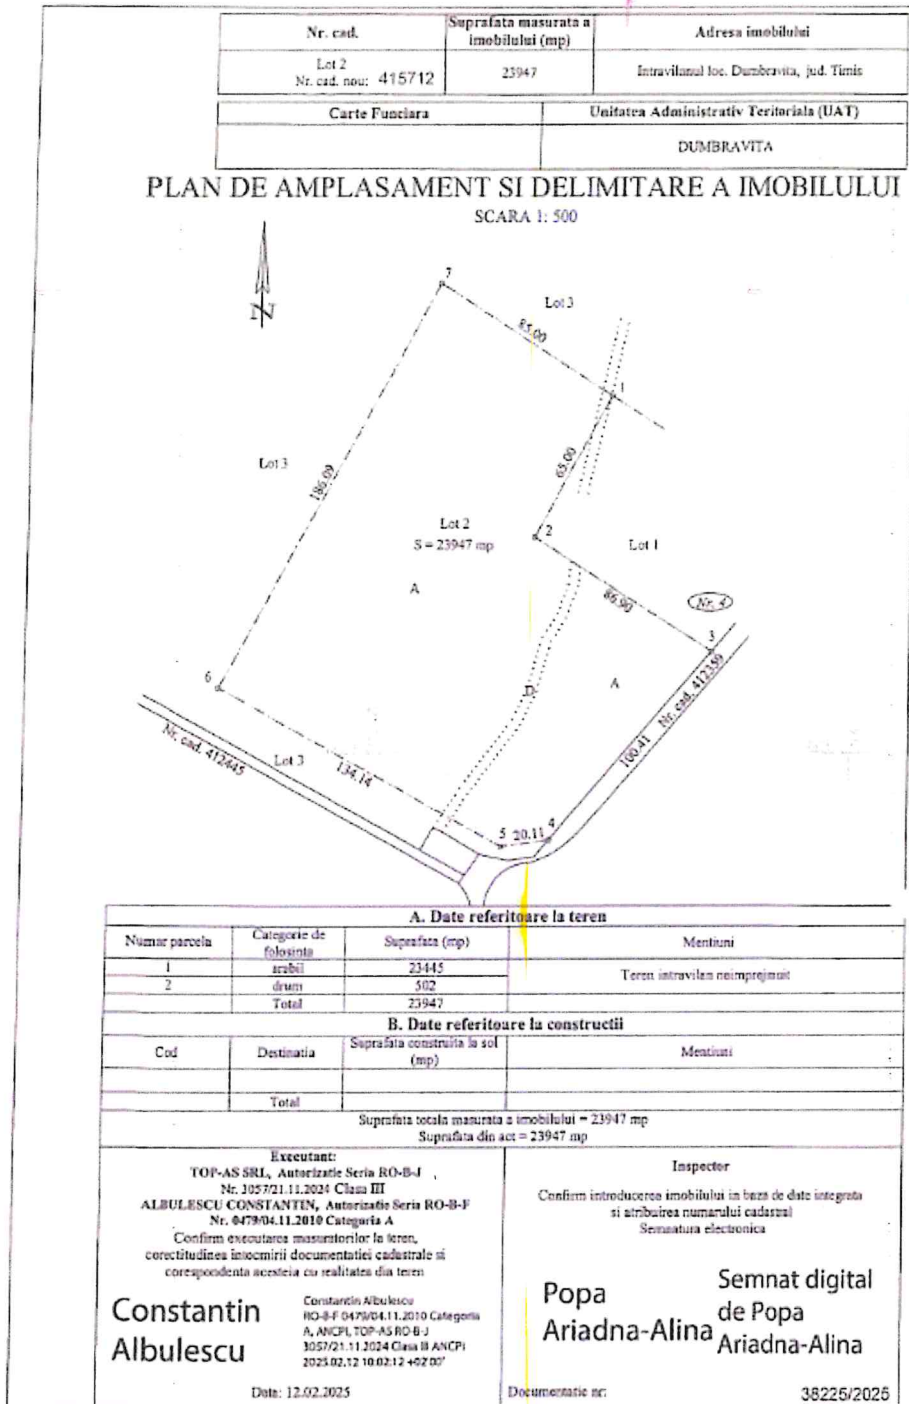 Nr. cad.
Suprafata masurata a
imobilului (mp)
Adresa imobilului
Lot 2
Nr. cad. nou: 415712
23947
Intravilanul loc. Dumbravita, jud. Timis
Carte Funciara
Unitatea Administrativ Teritoriala (UAT)
DUMBRAVITA
PLAN DE AMPLASAMENT SI DELIMITARE A IMOBILULUI
SCARA 1: 500
N
7
Lot 3
85.00
1
Lot 3
186.09
65.00
Lot 2
S = 23947 mp
2
Lot 1
A
86.90
Nr. 4
3
6
D
A
Nr. cad. 412359
Nr. cad. 412445
Lot 3
134.14
100.41
5
20.11
4
A. Date referitoare la teren
Numar parcela
Categorie de
folosinta
Suprafata (mp)
Mentiuni
1
arabil
23445
Teren intravilan neimprejmuit
2
drum
502
Total
23947
B. Date referitoare la constructii
Cod
Destinatia
Suprafata construita la sol
(mp)
Mentiuni
Total
Suprafata totala masurata a imobilului = 23947 mp
Suprafata din act = 23947 mp
Executant:
TOP-AS SRL, Autorizatie Seria RO-B-J
Nr. 3057/21.11.2024 Clasa III
ALBULESCU CONSTANTIN, Autorizatie Seria RO-B-F
Nr. 0479/04.11.2010 Categoria A
Confirm executarea masuratorilor la teren,
corectitudinea intocmirii documentatiei cadastrale si
corespondenta acesteia cu realitatea din teren
Constantin
Albulescu
Constantin Albulescu
RO-B-F 0479/04.11.2010 Categoria
A, ANCPI, TOP-AS RO-B-J
3057/21.11.2024 Clasa III ANCPI
2025.02.12 10:02:12 +02'00'
Data: 12.02.2025
Inspector
Confirm introducerea imobilului in baza de date integrata
si atribuirea numarului cadastral
Semnatura electronica
Popa
Ariadna-Alina
Semnat digital
de Popa
Ariadna-Alina
Documentatie nr:
38225/2025